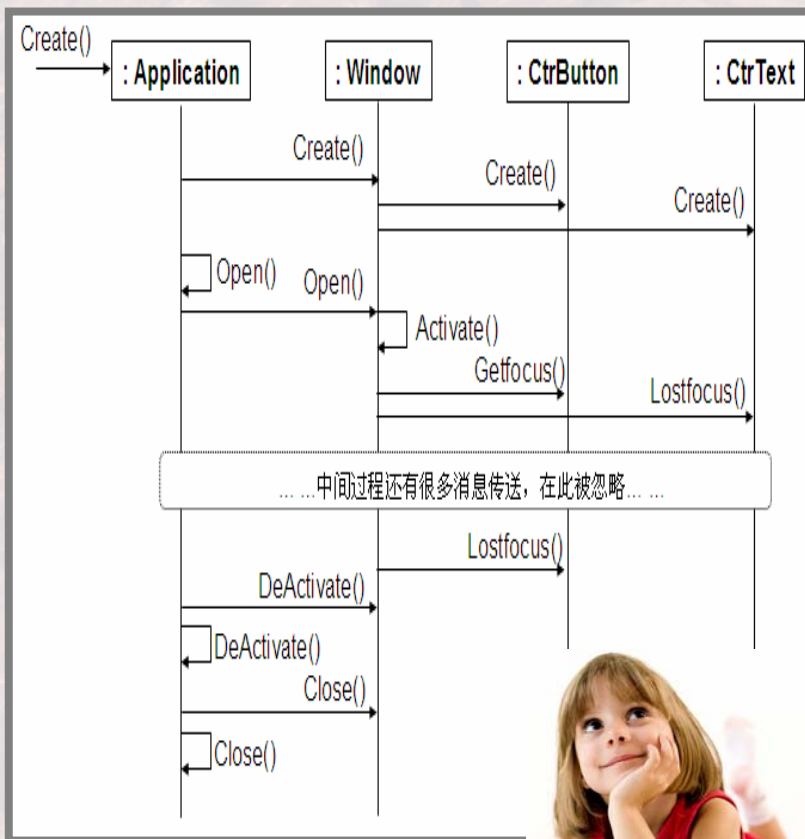 Create()
: Application
: Window
: CtrButton
: CtrText
Create()
Create()
Create()
Open()
Open()
Activate()
Getfocus()
Lostfocus()
... ...中间过程还有很多消息传送，在此被忽略... ...
Lostfocus()
DeActivate()
DeActivate()
Close()
Close()